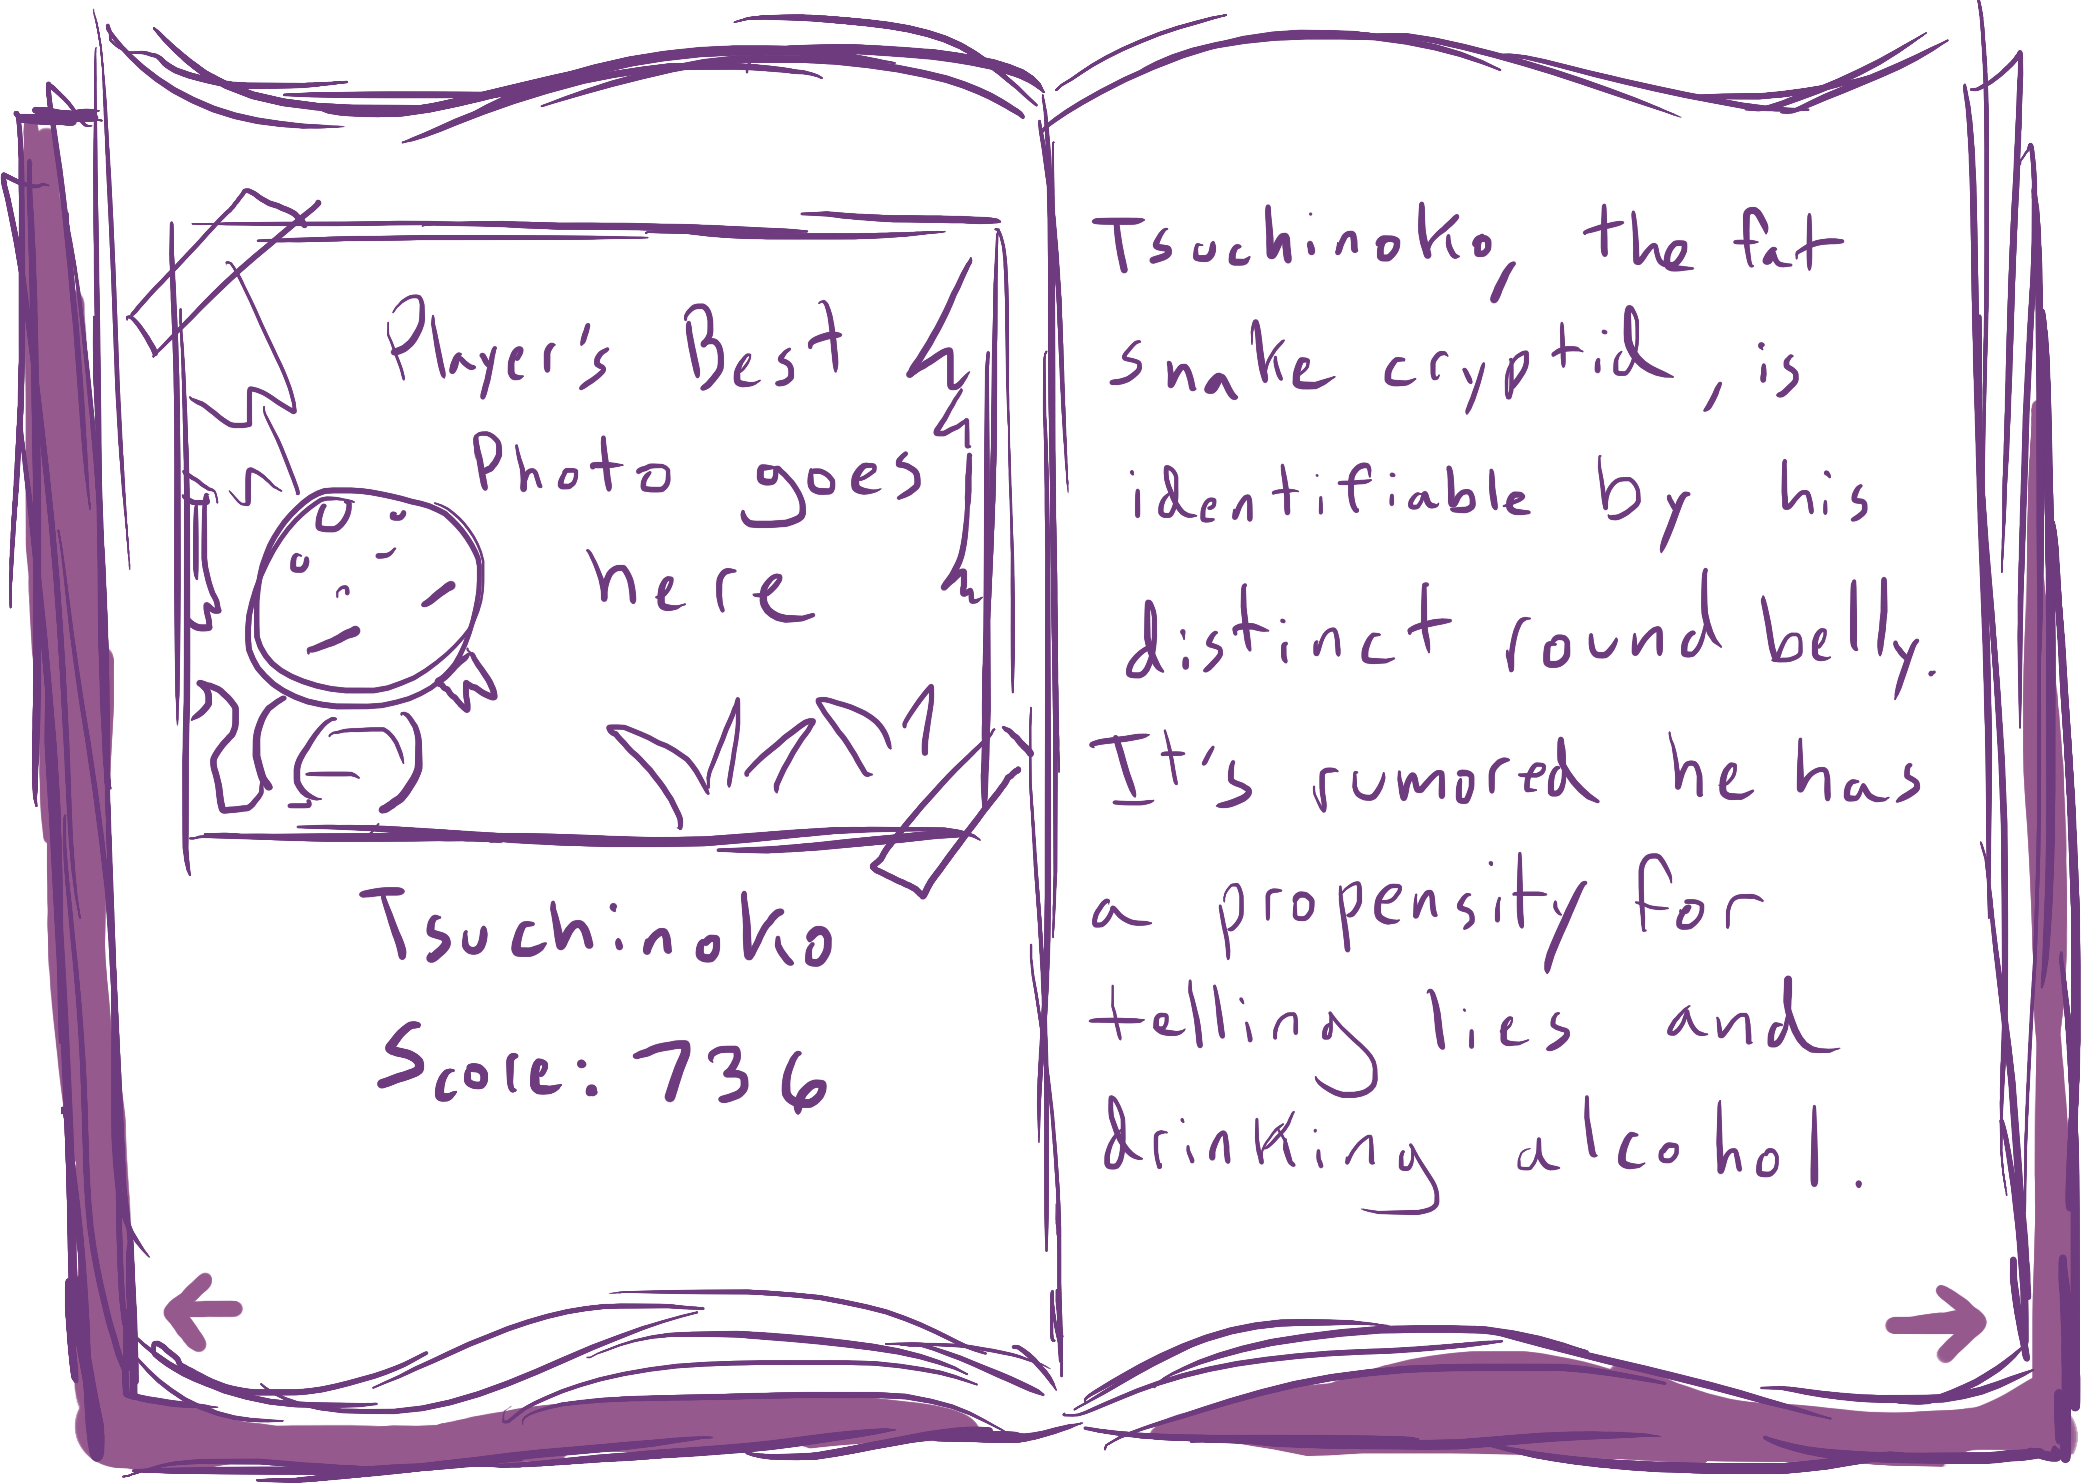 Player's Best
Photo goes
here
Tsuchinoko
Score: 736
Tsuchinoko, the fat
snake cryptid, is
identifiable by his
distinct round belly.
It's rumored he has
a propensity for
telling lies and
drinking alcohol.